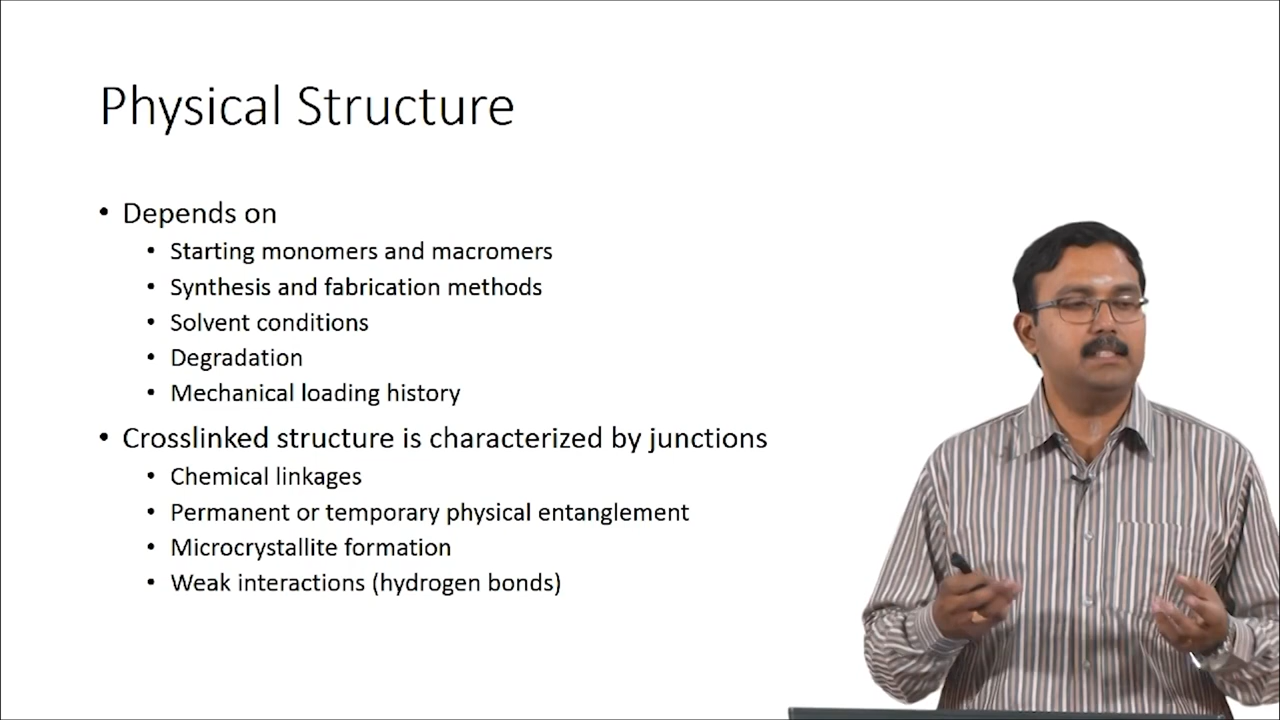 Physical Structure
• Depends on
• Starting monomers and macromers
• Synthesis and fabrication methods
• Solvent conditions
• Degradation
• Mechanical loading history
• Crosslinked structure is characterized by junctions
• Chemical linkages
• Permanent or temporary physical entanglement
• Microcrystallite formation
• Weak interactions (hydrogen bonds)